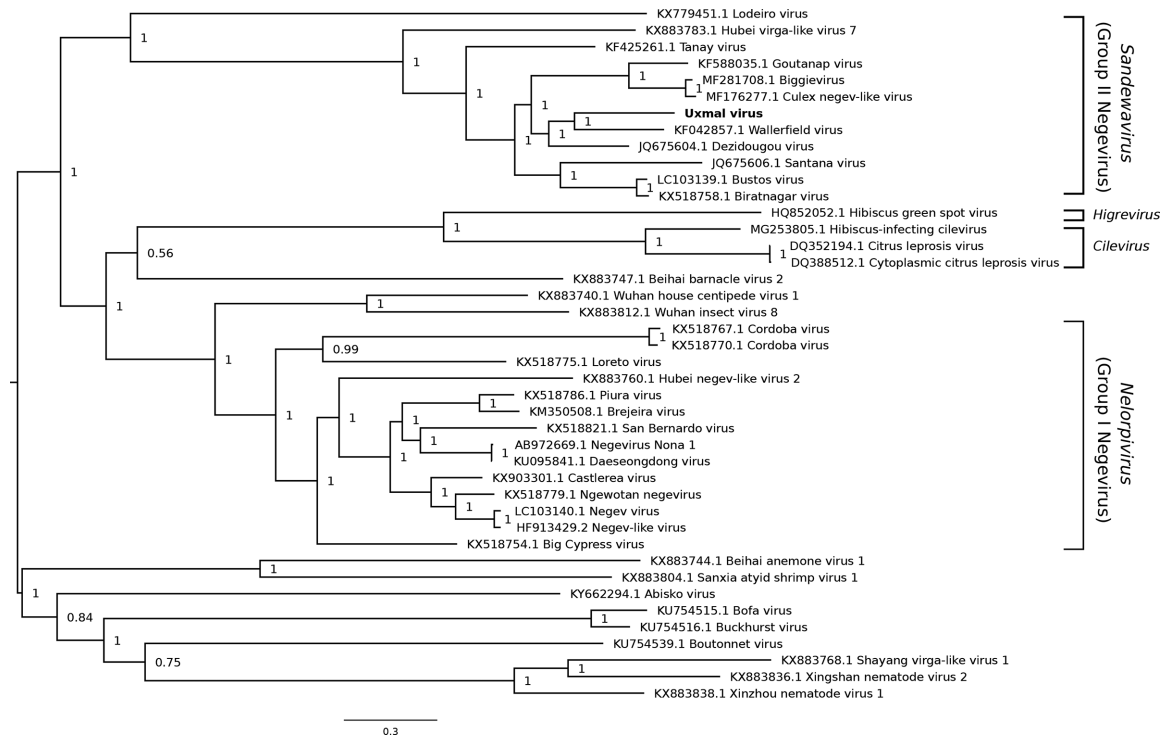 KX779451.1 Lodeiro virus
1
KX883783.1 Hubei virga-like virus 7
1
KF425261.1 Tanay virus
1
KF588035.1 Goutanap virus
1
MF281708.1 Biggievirus
1
MF176277.1 Culex negev-like virus
1
Uxmal virus
1
KF042857.1 Wallerfield virus
1
JQ675604.1 Dezidougou virus
1
JQ675606.1 Santana virus
1
LC103139.1 Bustos virus
1
KX518758.1 Biratnagar virus
1
Sandewavirus
(Group II Negevirus)
HQ852052.1 Hibiscus green spot virus
Higrevirus
1
MG253805.1 Hibiscus-infecting cilevirus
1
DQ352194.1 Citrus leprosis virus
1
DQ388512.1 Cytoplasmic citrus leprosis virus
Cilevirus
0.56
KX883747.1 Beihai barnacle virus 2
1
KX883740.1 Wuhan house centipede virus 1
1
KX883812.1 Wuhan insect virus 8
1
KX518767.1 Cordoba virus
1
KX518770.1 Cordoba virus
0.99
KX518775.1 Loreto virus
1
KX883760.1 Hubei negev-like virus 2
1
KX518786.1 Piura virus
1
KM350508.1 Brejeira virus
1
KX518821.1 San Bernardo virus
1
AB972669.1 Negevirus Nona 1
1
KU095841.1 Daeseongdong virus
1
KX903301.1 Castlerea virus
1
KX518779.1 Ngewotan negevirus
1
LC103140.1 Negev virus
1
HF913429.2 Negev-like virus
1
KX518754.1 Big Cypress virus
Nelorpivirus
(Group I Negevirus)
KX883744.1 Beihai anemone virus 1
1
KX883804.1 Sanxia atyid shrimp virus 1
1
KY662294.1 Abisko virus
0.84
KU754515.1 Bofa virus
1
KU754516.1 Buckhurst virus
1
KU754539.1 Boutonnet virus
0.75
KX883768.1 Shayang virga-like virus 1
1
KX883836.1 Xingshan nematode virus 2
1
KX883838.1 Xinzhou nematode virus 1
0.3